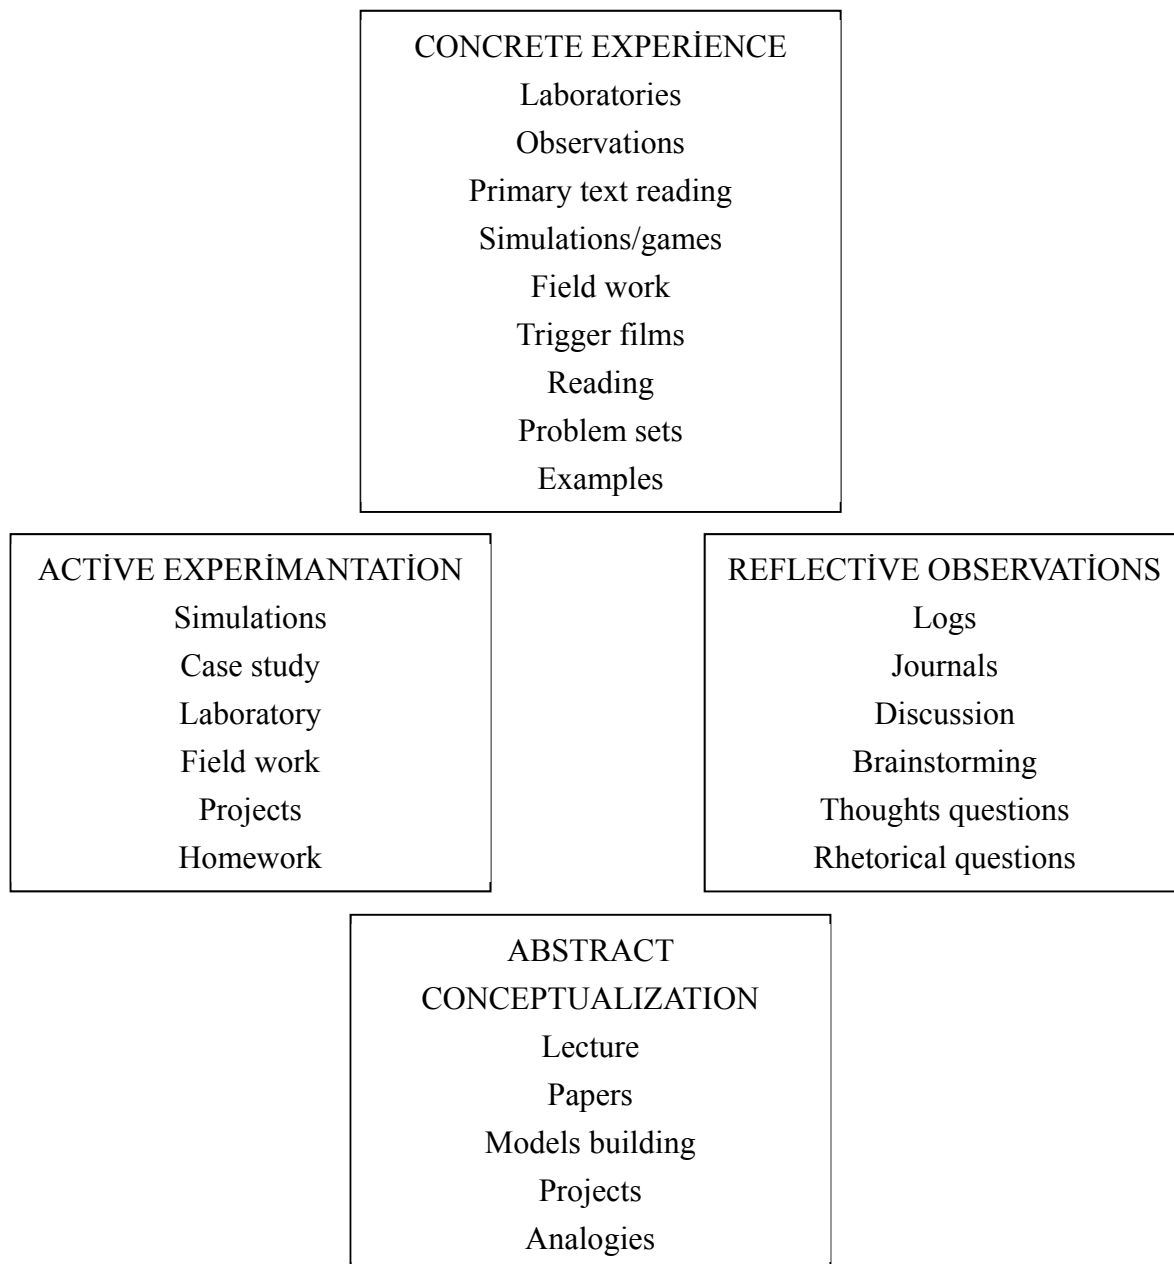 CONCRETE EXPERİENCE
Laboratories
Observations
Primary text reading
Simulations/games
Field work
Trigger films
Reading
Problem sets
Examples
ACTİVE EXPERİMANTATİON
Simulations
Case study
Laboratory
Field work
Projects
Homework
REFLECTİVE OBSERVATİONS
Logs
Journals
Discussion
Brainstorming
Thoughts questions
Rhetorical questions
ABSTRACT
CONCEPTUALIZATION
Lecture
Papers
Models building
Projects
Analogies